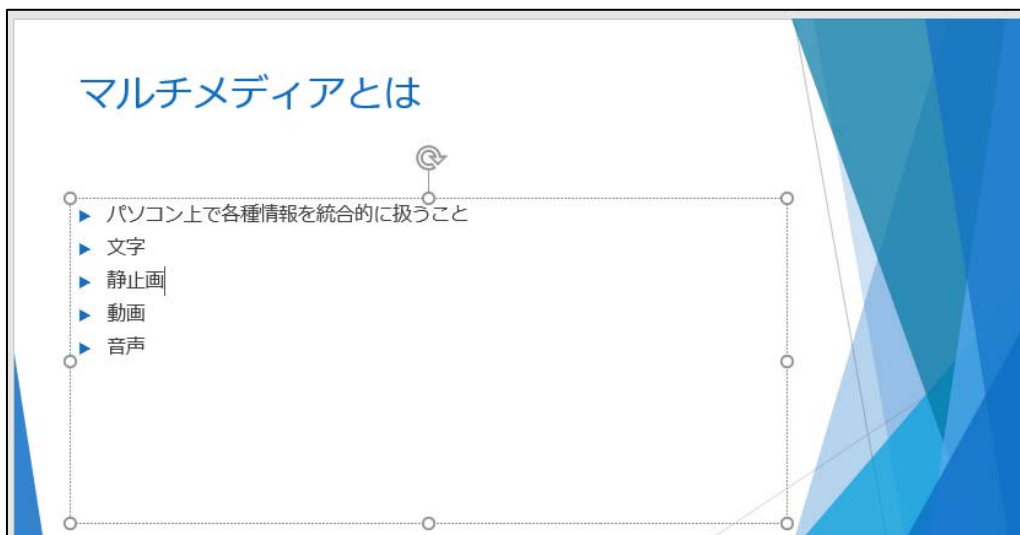 マルチメディアとは
パソコン上で各種情報を統合的に扱うこと
文字
静止画
動画
音声